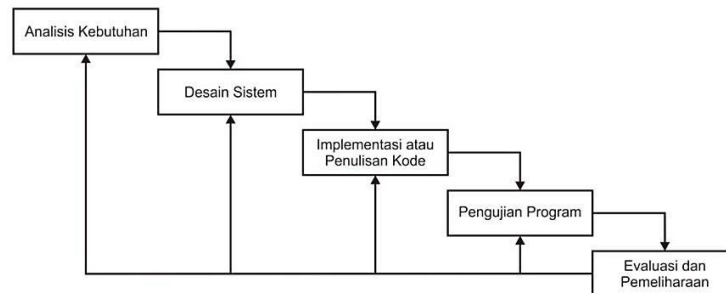 Analisis Kebutuhan
Desain Sistem
Implementasi atau
Penulisan Kode
Pengujian Program
Evaluasi dan
Pemeliharaan